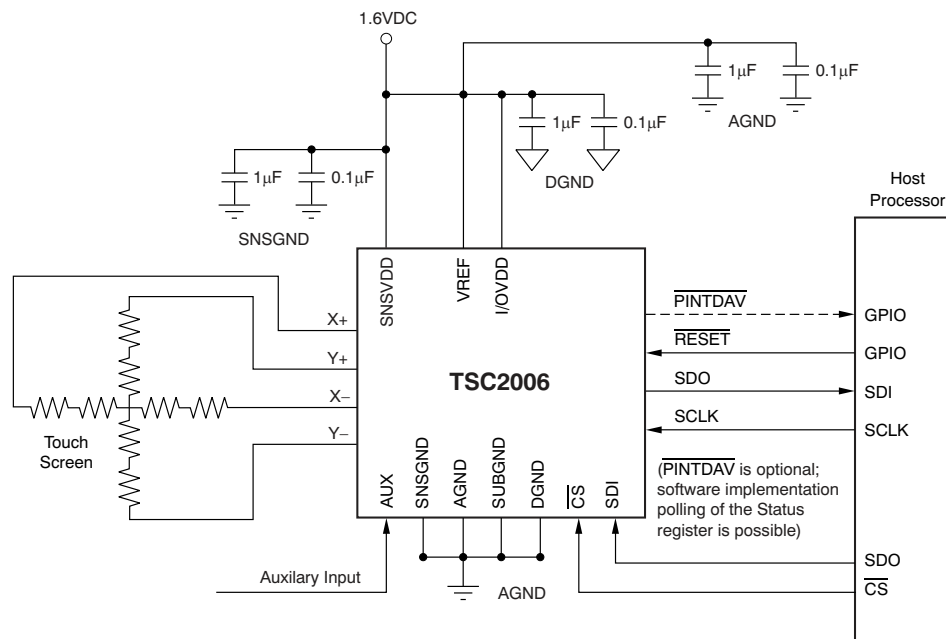 1.6VDC
1µF
0.1µF
AGND
1µF
0.1µF
DGND
1µF
0.1µF
SNSGND
Host
Processor
SNSVDD
VREF
I/OVDD
X+
Y+
X−
Y−
TSC2006
Touch
Screen
PINTDAV
GPIO
RESET
GPIO
SDO
SDI
SCLK
SCLK
AUX
SNSGND
AGND
SUBGND
DGND
CS
SDI
(PINTDAV is optional;
software implementation
polling of the Status
register is possible)
SDO
CS
Auxilary Input
AGND